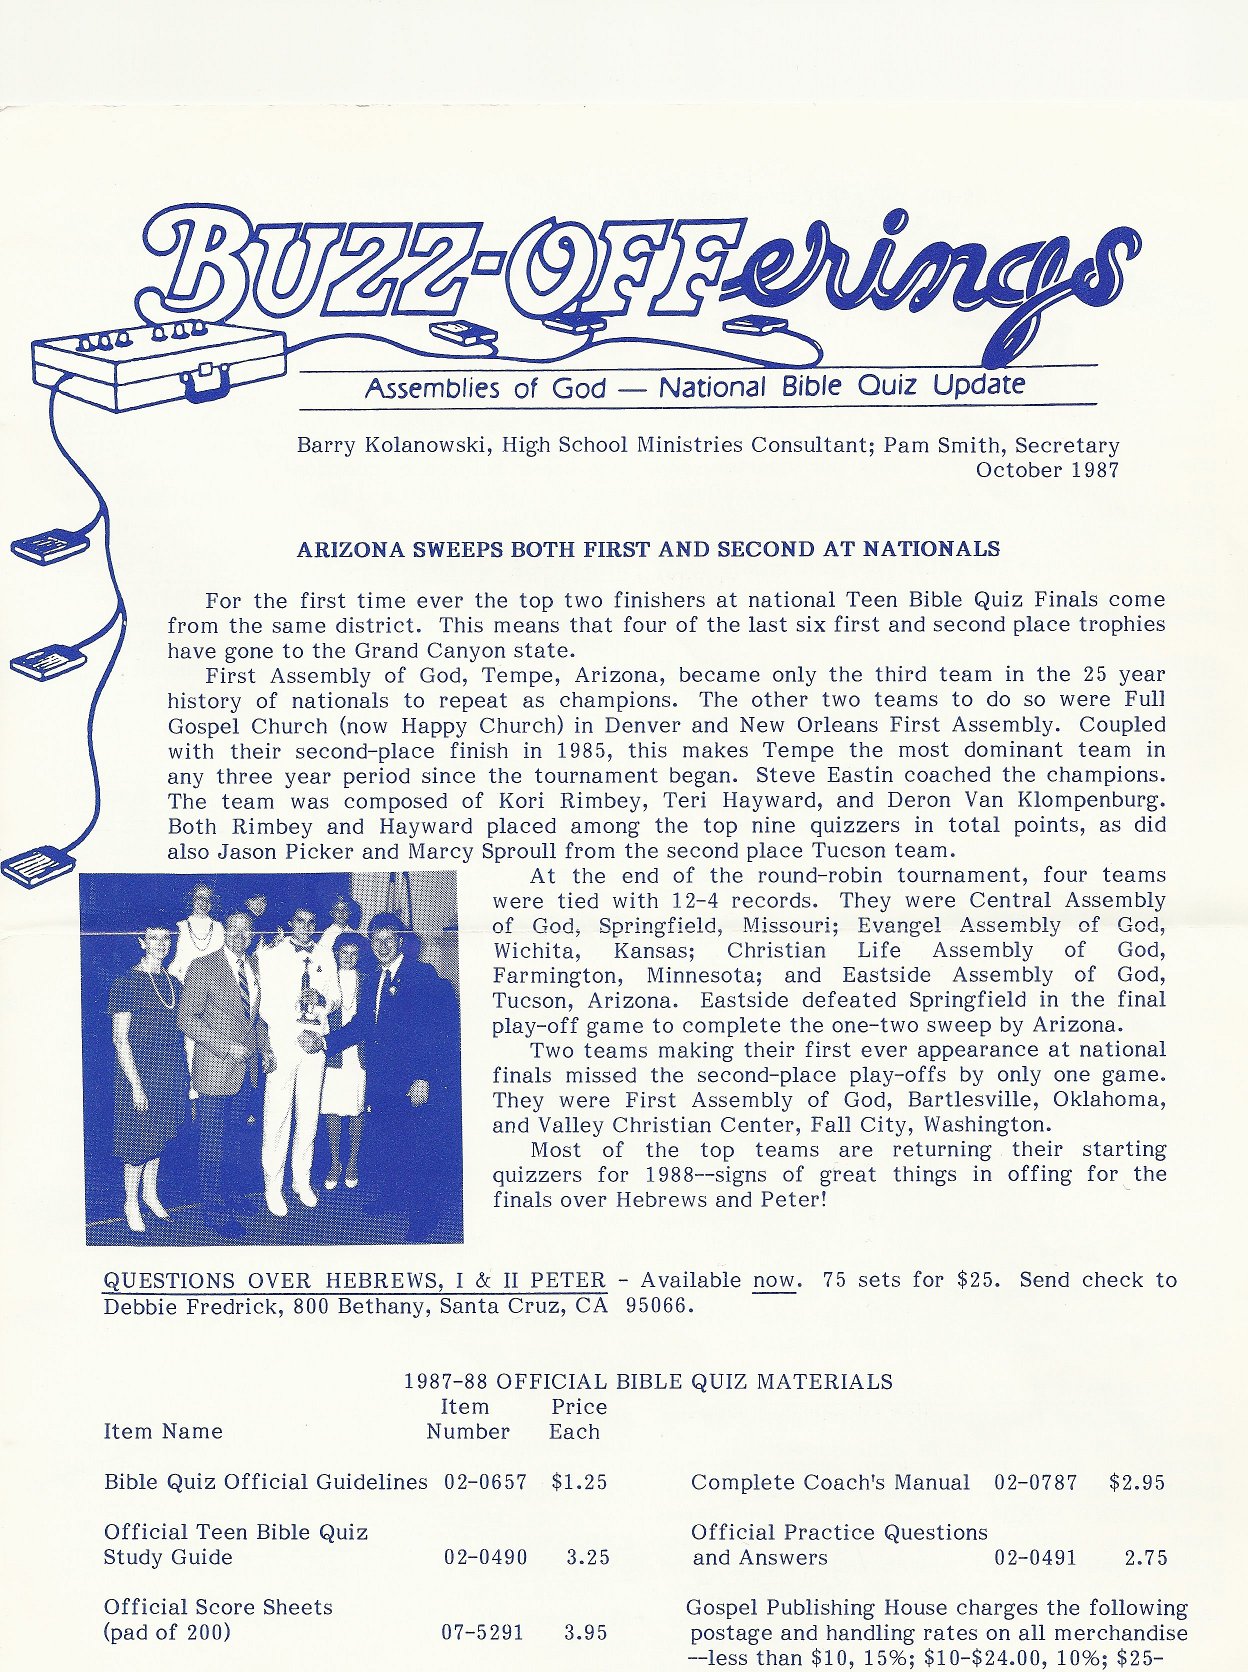 BUZZ-OFFerings
Assemblies of God — National Bible Quiz Update
Barry Kolanowski, High School Ministries Consultant; Pam Smith, Secretary
October 1987
ARIZONA SWEEPS BOTH FIRST AND SECOND AT NATIONALS
For the first time ever the top two finishers at national Teen Bible Quiz Finals come
from the same district. This means that four of the last six first and second place trophies
have gone to the Grand Canyon state.
First Assembly of God, Tempe, Arizona, became only the third team in the 25 year
history of nationals to repeat as champions. The other two teams to do so were Full
Gospel Church (now Happy Church) in Denver and New Orleans First Assembly. Coupled
with their second-place finish in 1985, this makes Tempe the most dominant team in
any three year period since the tournament began. Steve Eastin coached the champions.
The team was composed of Kori Rimbey, Teri Hayward, and Deron Van Klompenburg.
Both Rimbey and Hayward placed among the top nine quizzers in total points, as did
also Jason Picker and Marcy Sproull from the second place Tucson team.
At the end of the round-robin tournament, four teams
were tied with 12-4 records. They were Central Assembly
of God, Springfield, Missouri; Evangel Assembly of God,
Wichita, Kansas; Christian Life Assembly of God,
Farmington, Minnesota; and Eastside Assembly of God,
Tucson, Arizona. Eastside defeated Springfield in the final
play-off game to complete the one-two sweep by Arizona.
Two teams making their first ever appearance at national
finals missed the second-place play-offs by only one game.
They were First Assembly of God, Bartlesville, Oklahoma,
and Valley Christian Center, Fall City, Washington.
Most of the top teams are returning their starting
quizzers for 1988--signs of great things in offing for the
finals over Hebrews and Peter!
QUESTIONS OVER HEBREWS, I & II PETER - Available now. 75 sets for $25. Send check to
Debbie Fredrick, 800 Bethany, Santa Cruz, CA 95066.
1987-88 OFFICIAL BIBLE QUIZ MATERIALS
Item Price
Item Name Number Each
Bible Quiz Official Guidelines 02-0657 $1.25
Official Teen Bible Quiz
Study Guide 02-0490 3.25
Official Score Sheets
(pad of 200) 07-5291 3.95
Complete Coach's Manual 02-0787 $2.95
Official Practice Questions
and Answers 02-0491 2.75
Gospel Publishing House charges the following
postage and handling rates on all merchandise
--less than $10, 15%; $10-$24.00, 10%; $25-